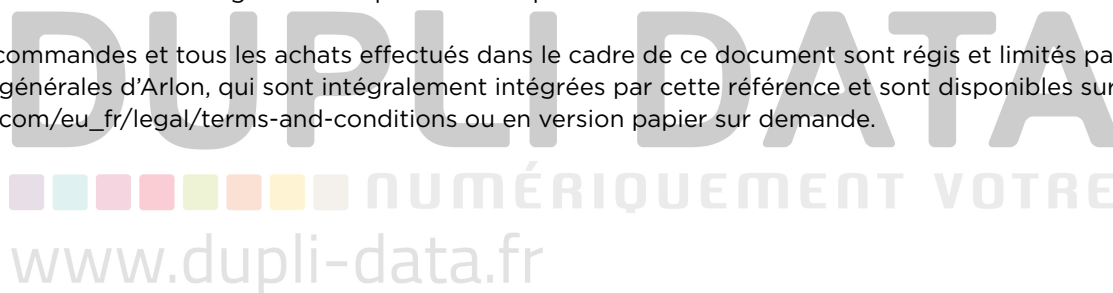 DUPLI DATA
commandes et tous les achats effectués dans le cadre de ce document sont régis et limités pa
générales d'Arlon, qui sont intégralement intégrées par cette référence et sont disponibles sur
com/eu_fr/legal/terms-and-conditions ou en version papier sur demande.
NUMÉRIQUEMENT VOTRE
www.dupli-data.fr